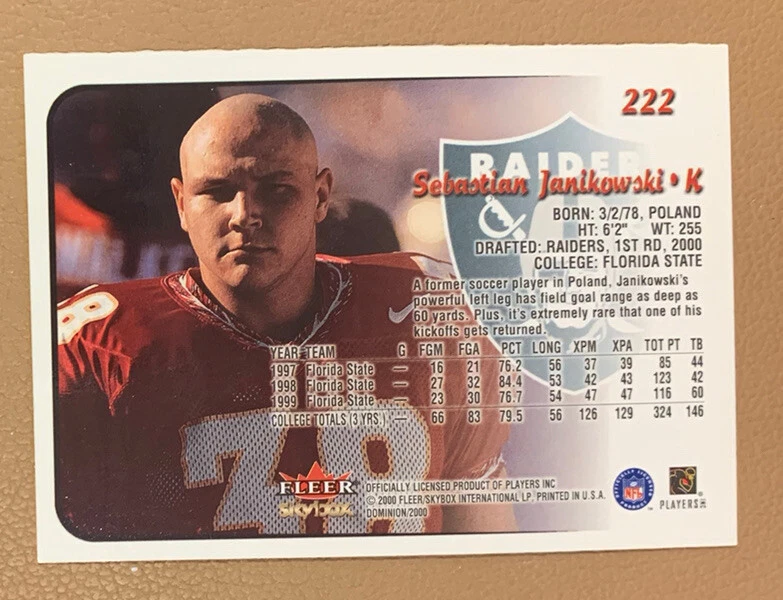 222
RAIDER
Sebastian Janikowski • K
BORN: 3/2/78, POLAND
HT: 6'2" WT: 255
DRAFTED: RAIDERS, 1ST RD, 2000
COLLEGE: FLORIDA STATE
A former soccer player in Poland, Janikowski's
powerful left leg has field goal range as deep as
60 yards. Plus, it's extremely rare that one of his
kickoffs gets returned.
YEAR TEAM G FGM FGA PCT LONG XPM XPA TOT PT TB
1997 Florida State — 16 21 76.2 56 37 39 85 44
1998 Florida State — 27 32 84.4 53 42 43 123 42
1999 Florida State — 23 30 76.7 54 47 47 116 60
COLLEGE TOTALS (3 YRS.) — 66 83 79.5 56 126 129 324 146
78
78
FLEER
skybox
OFFICIALLY LICENSED PRODUCT OF PLAYERS INC
© 2000 FLEER/SKYBOX INTERNATIONAL LP, PRINTED IN U.S.A.
DOMINION/2000
NFL
™ PLAYERS INC